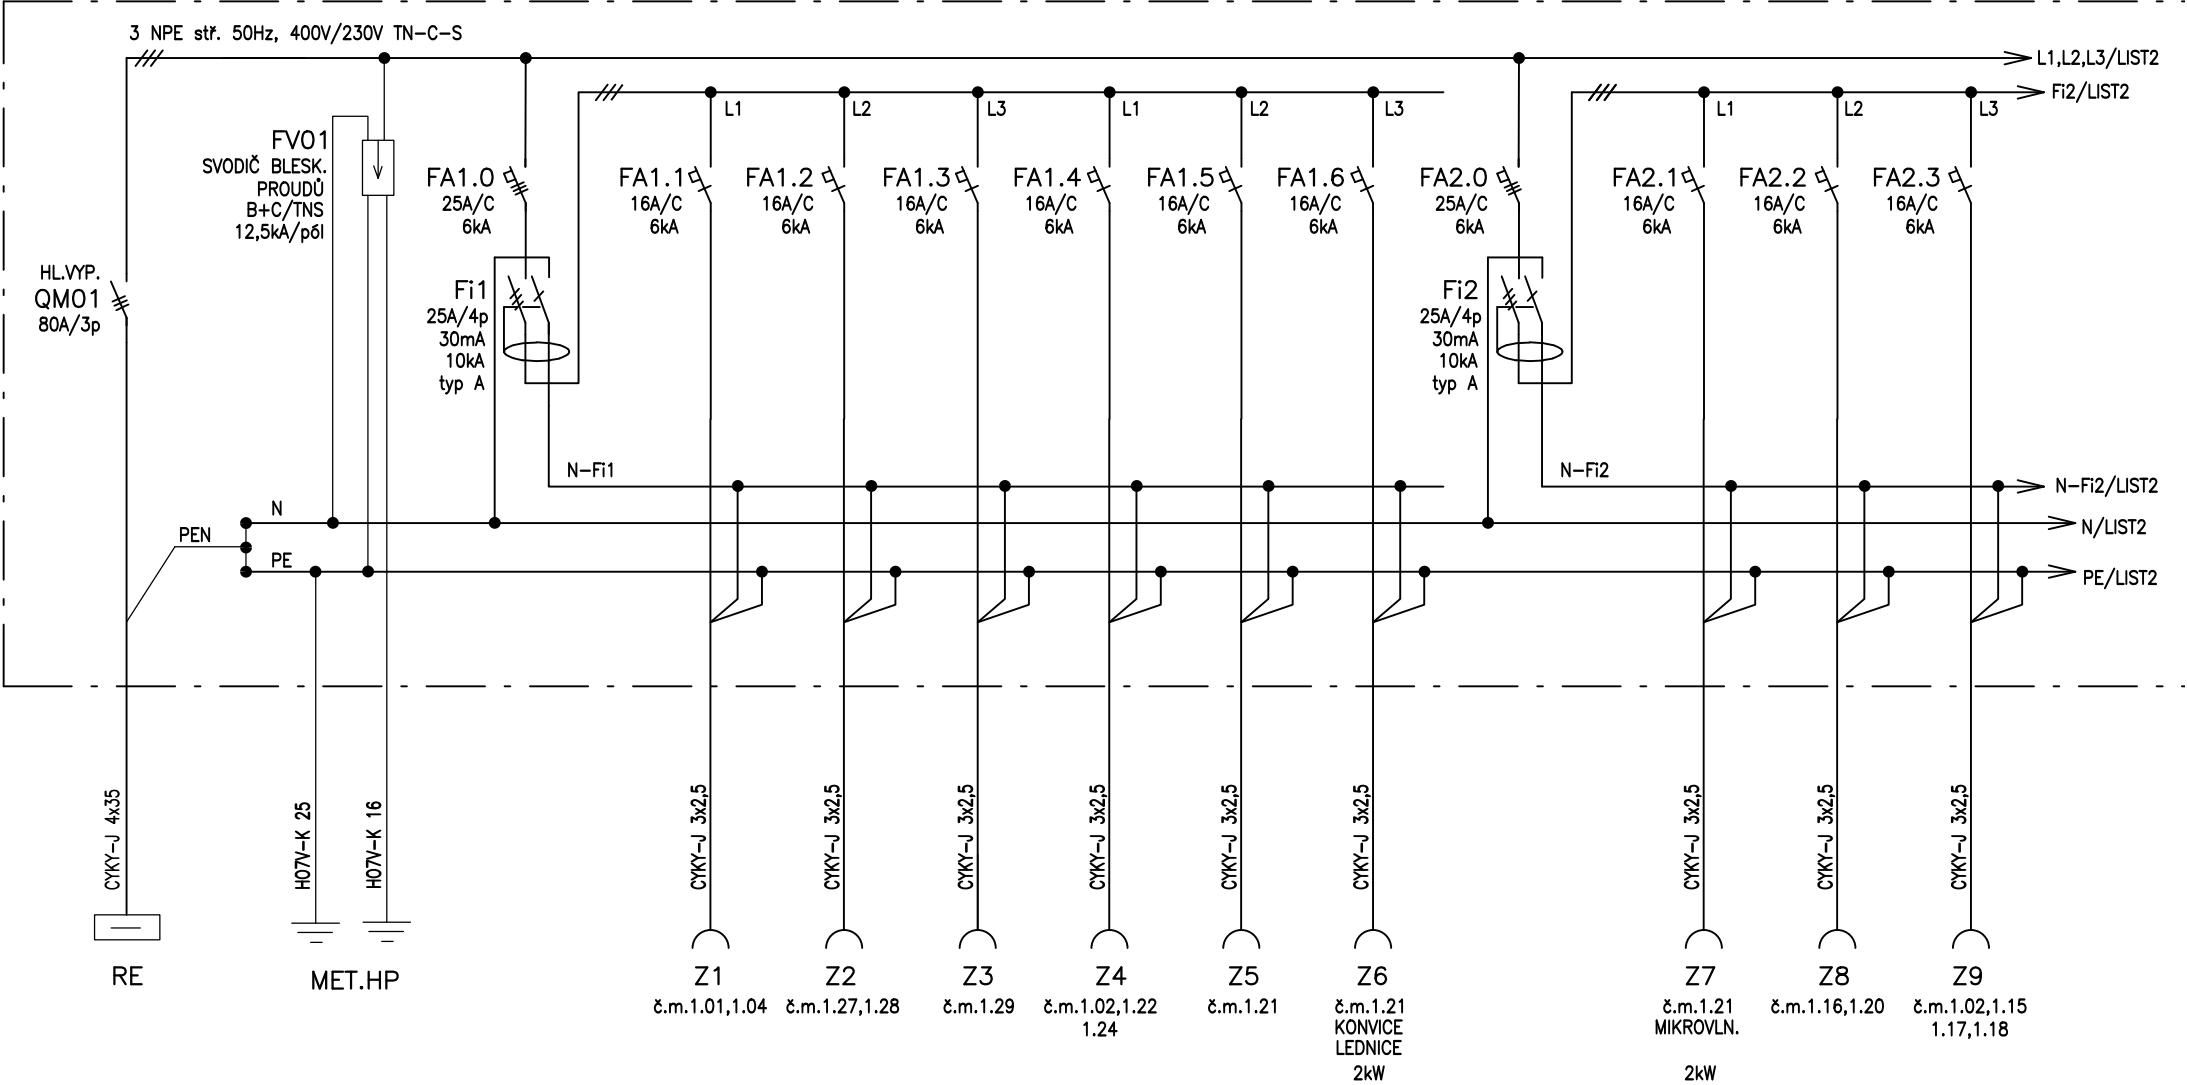 3 NPE stř. 50Hz, 400V/230V TN-C-S
L1,L2,L3/LIST2
Fi2/LIST2
L1
L2
L3
L1
L2
L3
L1
L2
L3
FV01
SVODIČ BLESK.
PROUDŮ
B+C/TNS
12,5kA/pól
FA1.0
25A/C
6kA
FA1.1
16A/C
6kA
FA1.2
16A/C
6kA
FA1.3
16A/C
6kA
FA1.4
16A/C
6kA
FA1.5
16A/C
6kA
FA1.6
16A/C
6kA
FA2.0
25A/C
6kA
FA2.1
16A/C
6kA
FA2.2
16A/C
6kA
FA2.3
16A/C
6kA
HL.VYP.
QM01
80A/3p
Fi1
25A/4p
30mA
10kA
typ A
Fi2
25A/4p
30mA
10kA
typ A
N-Fi1
N-Fi2
N-Fi2/LIST2
N
N/LIST2
PEN
PE
PE/LIST2
CYKY-J 4x35
H07V-K 25
H07V-K 16
CYKY-J 3x2,5
CYKY-J 3x2,5
CYKY-J 3x2,5
CYKY-J 3x2,5
CYKY-J 3x2,5
CYKY-J 3x2,5
CYKY-J 3x2,5
CYKY-J 3x2,5
CYKY-J 3x2,5
RE
MET.HP
Z1
č.m.1.01,1.04
Z2
č.m.1.27,1.28
Z3
č.m.1.29
Z4
č.m.1.02,1.22
1.24
Z5
č.m.1.21
Z6
č.m.1.21
KONVICE
LEDNICE
2kW
Z7
č.m.1.21
MIKROVLN.
2kW
Z8
č.m.1.16,1.20
Z9
č.m.1.02,1.15
1.17,1.18